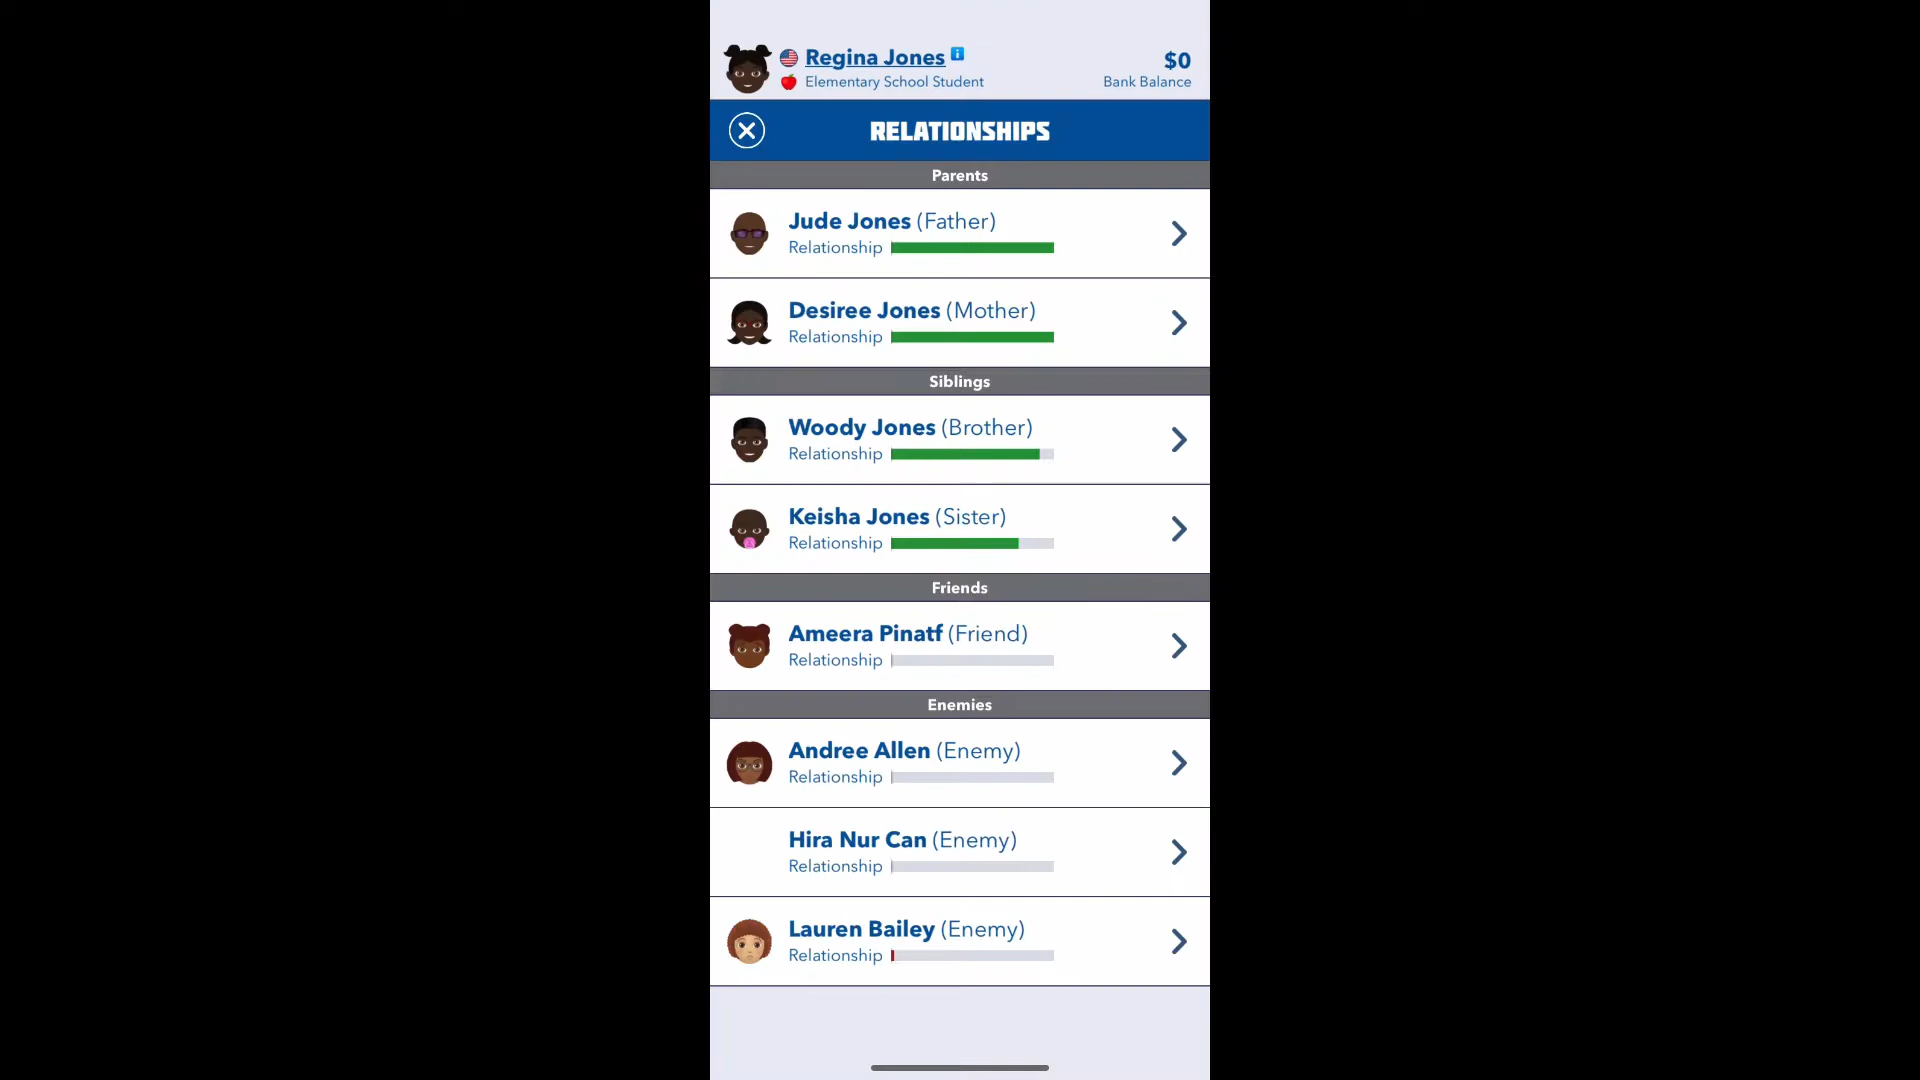 Regina Jones
Elementary School Student
$0
Bank Balance
RELATIONSHIPS
Parents
Jude Jones (Father)
Relationship
Desiree Jones (Mother)
Relationship
Siblings
Woody Jones (Brother)
Relationship
Keisha Jones (Sister)
Relationship
Friends
Ameera Pinatf (Friend)
Relationship
Enemies
Andree Allen (Enemy)
Relationship
Hira Nur Can (Enemy)
Relationship
Lauren Bailey (Enemy)
Relationship